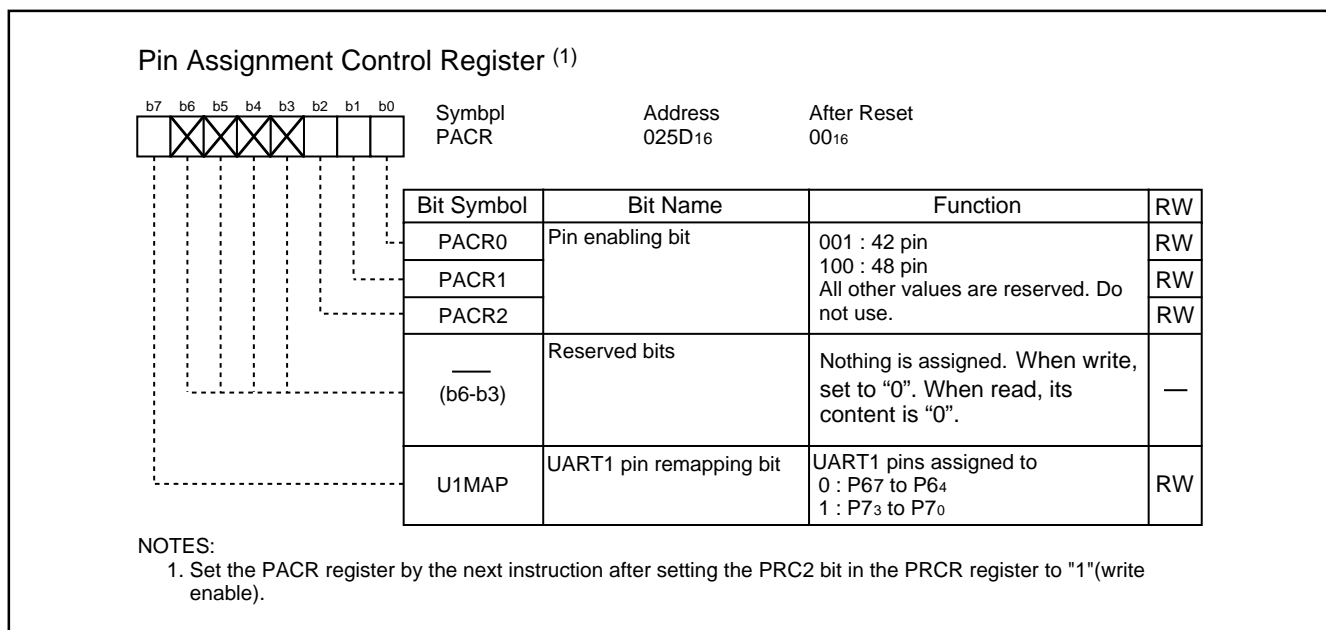 Pin Assignment Control Register (1)
b7 b6 b5 b4 b3 b2 b1 b0
Symbpl Address After Reset
PACR 025D16 0016
Bit Symbol Bit Name Function RW
PACR0 Pin enabling bit 001 : 42 pin RW
100 : 48 pin
PACR1 All other values are reserved. Do RW
PACR2 not use. RW
Reserved bits Nothing is assigned. When write,
— set to “0”. When read, its —
(b6-b3) content is “0”.
UART1 pin remapping bit UART1 pins assigned to
U1MAP 0 : P67 to P64 RW
1 : P73 to P70
NOTES:
1. Set the PACR register by the next instruction after setting the PRC2 bit in the PRCR register to "1"(write
enable).